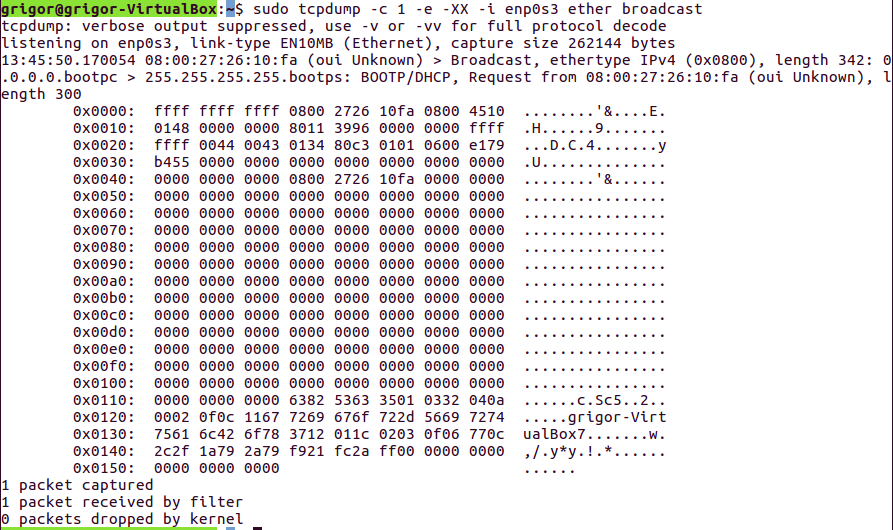 grigor@grigor-VirtualBox:~$ sudo tcpdump -c 1 -e -XX -i enp0s3 ether broadcast
tcpdump: verbose output suppressed, use -v or -vv for full protocol decode
listening on enp0s3, link-type EN10MB (Ethernet), capture size 262144 bytes
13:45:50.170054 08:00:27:26:10:fa (oui Unknown) > Broadcast, ethertype IPv4 (0x0800), length 342: 0
.0.0.0.bootpc > 255.255.255.255.bootps: BOOTP/DHCP, Request from 08:00:27:26:10:fa (oui Unknown), l
ength 300
0x0000:  ffff ffff ffff 0800 2726 10fa 0800 4510  ........'&....E.
0x0010:  0148 0000 0000 8011 3996 0000 0000 ffff  .H......9.......
0x0020:  ffff 0044 0043 0134 80c3 0101 0600 e179  ...D.C.4.......y
0x0030:  b455 0000 0000 0000 0000 0000 0000 0000  .U..............
0x0040:  0000 0000 0000 0800 2726 10fa 0000 0000  ........'&......
0x0050:  0000 0000 0000 0000 0000 0000 0000 0000  ................
0x0060:  0000 0000 0000 0000 0000 0000 0000 0000  ................
0x0070:  0000 0000 0000 0000 0000 0000 0000 0000  ................
0x0080:  0000 0000 0000 0000 0000 0000 0000 0000  ................
0x0090:  0000 0000 0000 0000 0000 0000 0000 0000  ................
0x00a0:  0000 0000 0000 0000 0000 0000 0000 0000  ................
0x00b0:  0000 0000 0000 0000 0000 0000 0000 0000  ................
0x00c0:  0000 0000 0000 0000 0000 0000 0000 0000  ................
0x00d0:  0000 0000 0000 0000 0000 0000 0000 0000  ................
0x00e0:  0000 0000 0000 0000 0000 0000 0000 0000  ................
0x00f0:  0000 0000 0000 0000 0000 0000 0000 0000  ................
0x0100:  0000 0000 0000 0000 0000 0000 0000 0000  ................
0x0110:  0000 0000 0000 6382 5363 3501 0332 040a  ......c.Sc5..2..
0x0120:  0002 0f0c 1167 7269 676f 722d 5669 7274  .....grigor-Virt
0x0130:  7561 6c42 6f78 3712 011c 0203 0f06 770c  ualBox7.......w.
0x0140:  2c2f 1a79 2a79 f921 fc2a ff00 0000 0000  ,/.y*y.!.*......
0x0150:  0000 0000 0000  ......
1 packet captured
1 packet received by filter
0 packets dropped by kernel